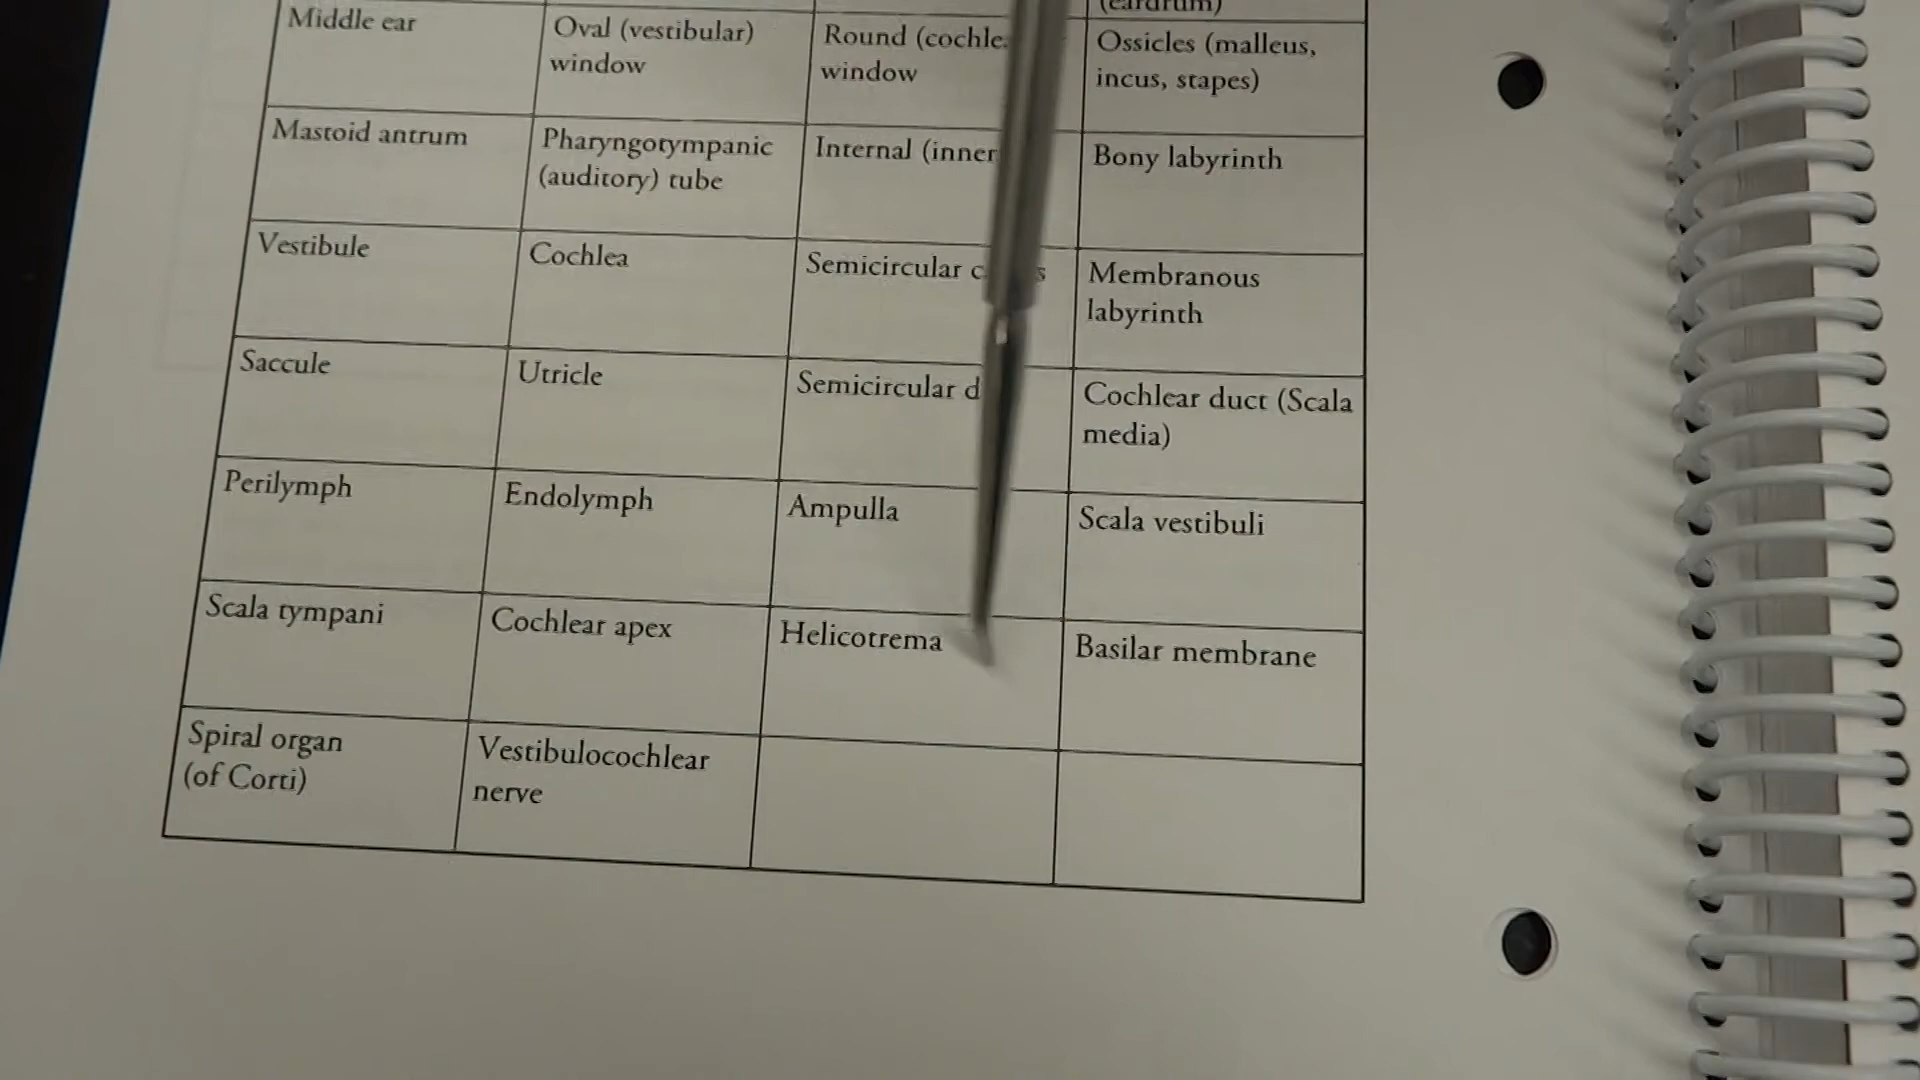 (eardrum)
Middle ear
Oval (vestibular)
window
Round
window
Ossicles (malleus,
incus, stapes)
Mastoid antrum
Pharyngotympanic
(auditory) tube
Internal (inner
Bony labyrinth
Vestibule
Cochlea
Semicircular
Membranous
labyrinth
Saccule
Utricle
Semicircular
Cochlear duct (Scala
media)
Perilymph
Endolymph
Ampulla
Scala vestibuli
Scala tympani
Cochlear apex
Helicotrema
Basilar membrane
Spiral organ
(of Corti)
Vestibulocochlear
nerve